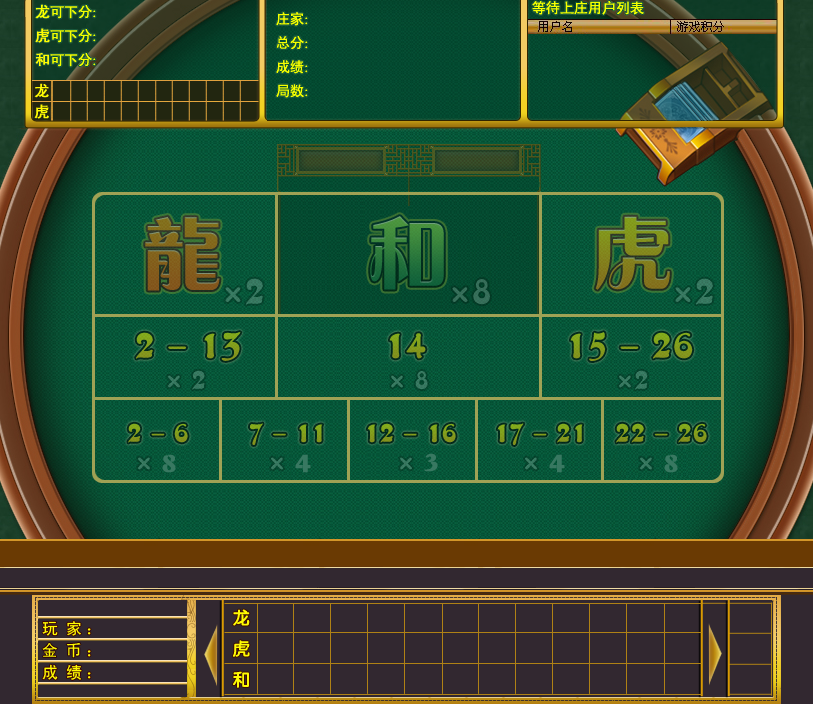 龙可下分:
虎可下分:
和可下分:
龙
虎
庄家:
总分:
成绩:
局数:
等待上庄用户列表
用户名 游戏积分
龍 ×2
和 ×8
虎 ×2
2 – 13
× 2
14
× 8
15 – 26
×2
2 – 6
× 8
7 – 11
× 4
12 – 16
× 3
17 – 21
× 4
22 – 26
× 8
玩 家：
金 币：
成 绩：
龙
虎
和